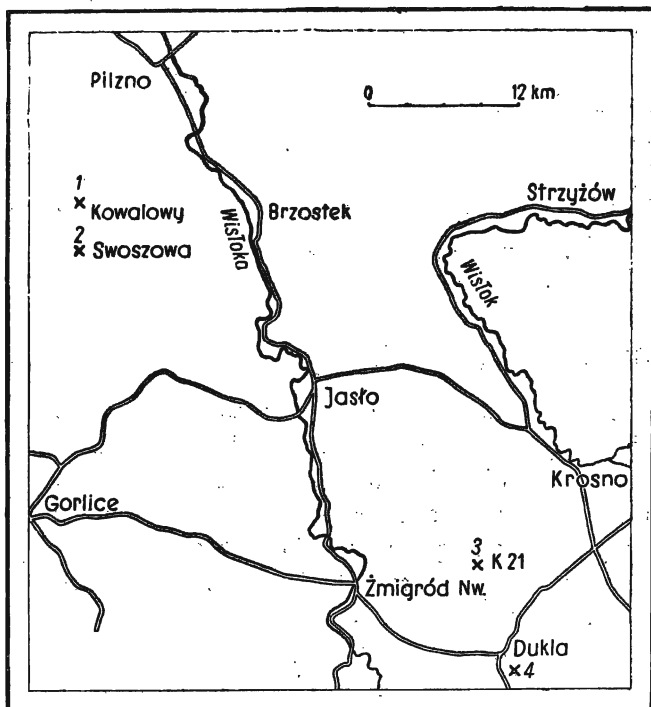 Pilzno
0 12 km
1
× Kowalowy
2
× Swoszowa
Brzostek
Strzyżów
Wisłoka
Wisłok
Jasło
Krosno
Gorlice
3
× K 21
Żmigród Nw.
Dukla
×4